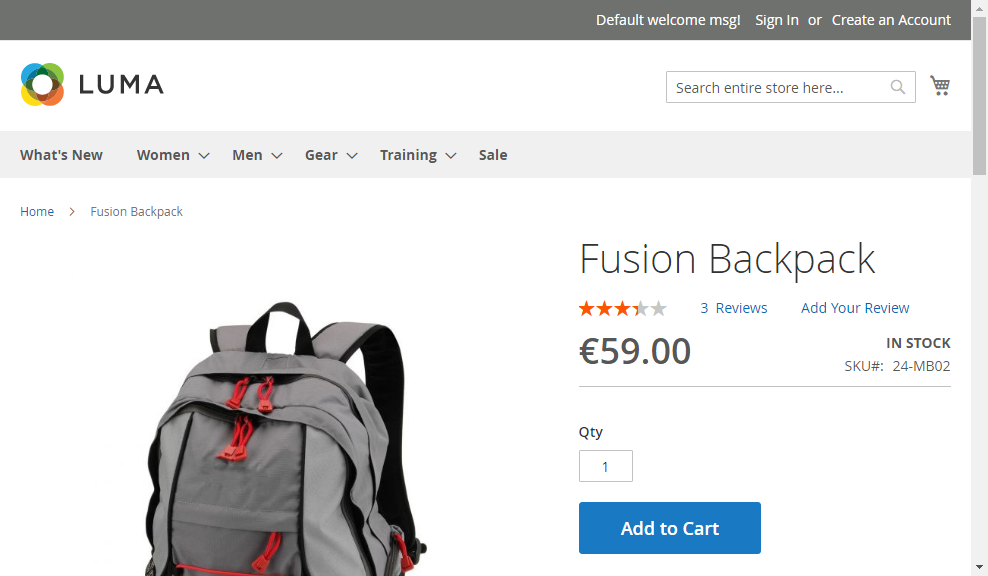 Default welcome msg! Sign In or Create an Account
LUMA
Search entire store here...
What's New Women Men Gear Training Sale
Home Fusion Backpack
Fusion Backpack
3 Reviews Add Your Review
€59.00
IN STOCK
SKU#: 24-MB02
Qty
1
Add to Cart